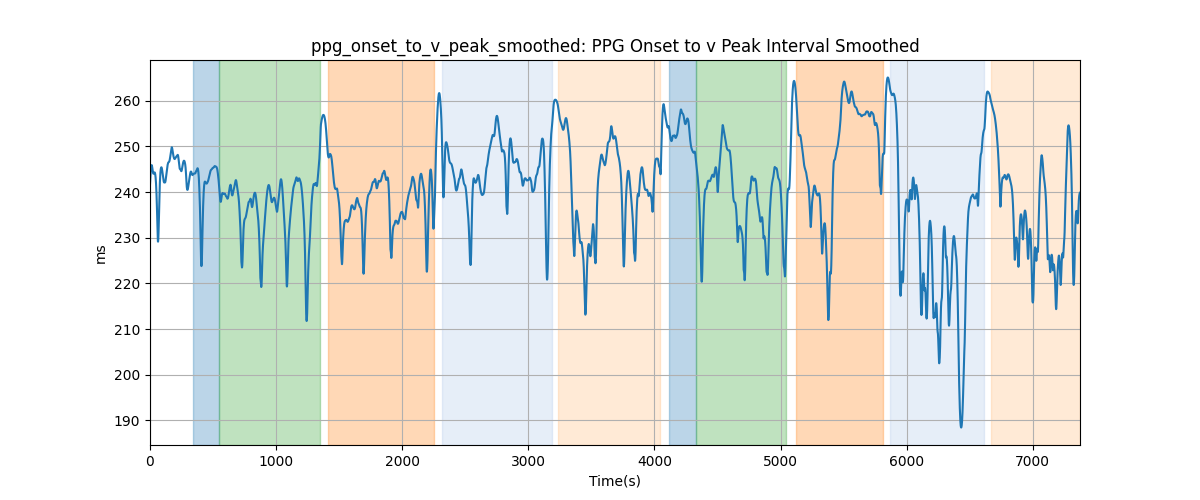 ppg_onset_to_v_peak_smoothed: PPG Onset to v Peak Interval Smoothed
260
250
240
230
220
210
200
190
ms
0 1000 2000 3000 4000 5000 6000 7000
Time(s)